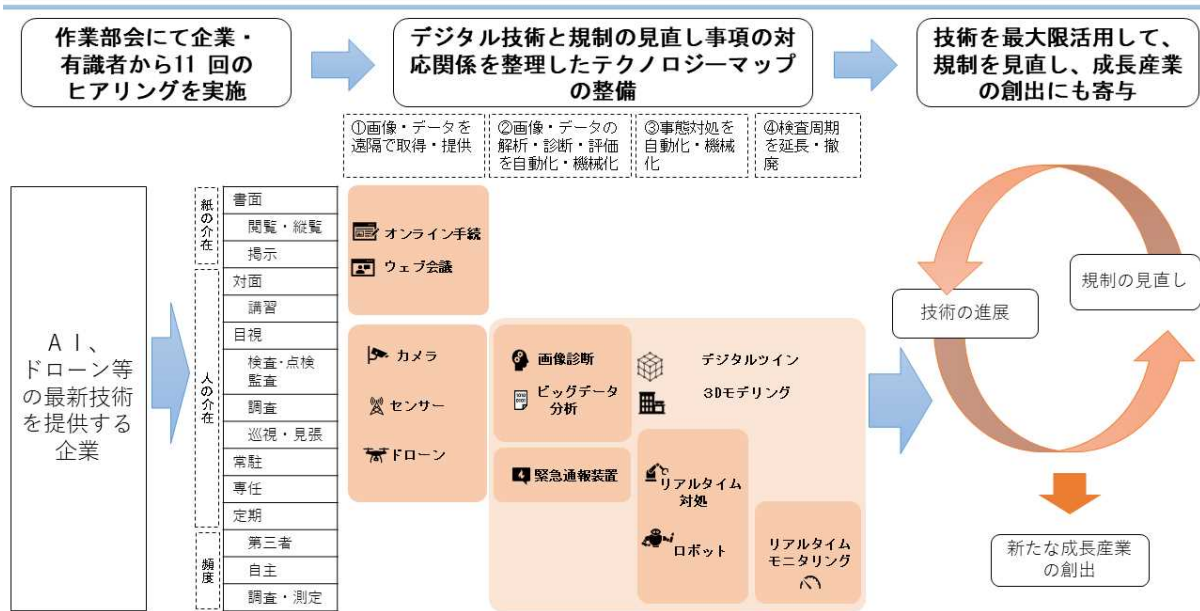 作業部会にて企業・
有識者から11 回の
ヒアリングを実施
デジタル技術と規制の見直し事項の対
応関係を整理したテクノロジーマップ
の整備
技術を最大限活用して、
規制を見直し、成長産業
の創出にも寄与
①画像・データを
遠隔で取得・提供
②画像・データの
解析・診断・評価
を自動化・機械化
③事態対処を
自動化・機械
化
④検査周期
を延長・撤
廃
ＡＩ、
ドローン等
の最新技術
を提供する
企業
紙の介在
人の介在
頻度
書面
閲覧・縦覧
掲示
対面
講習
目視
検査・点検
監査
調査
巡視・見張
常駐
専任
定期
第三者
自主
調査・測定
オンライン手続
ウェブ会議
カメラ
センサー
ドローン
画像診断
ビッグデータ
分析
緊急通報装置
デジタルツイン
3Dモデリング
リアルタイム
対処
ロボット
リアルタイム
モニタリング
規制の見直し
技術の進展
新たな成長産業
の創出